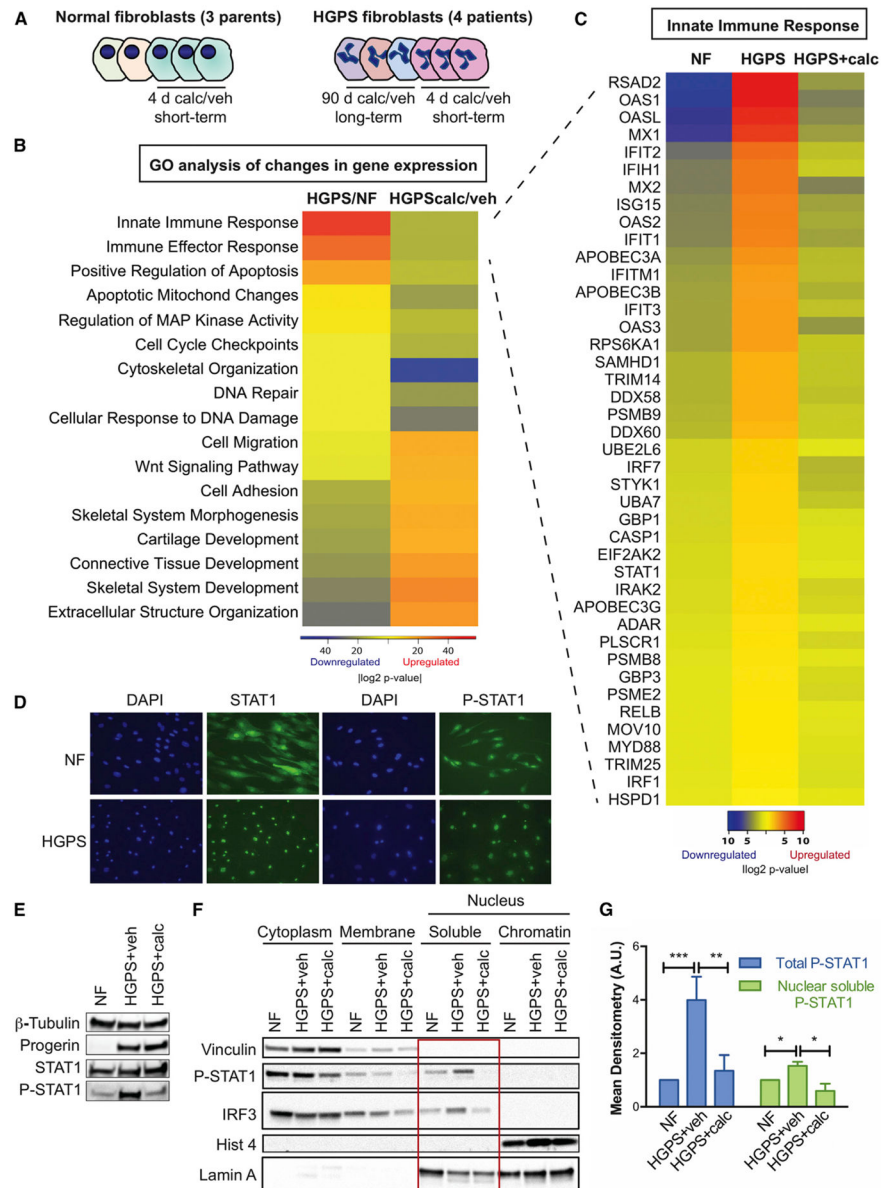 A
Normal fibroblasts (3 parents)
4 d calc/veh
short-term
HGPS fibroblasts (4 patients)
90 d calc/veh
long-term
4 d calc/veh
short-term
B
GO analysis of changes in gene expression
HGPS/NF HGPScalc/veh
Innate Immune Response
Immune Effector Response
Positive Regulation of Apoptosis
Apoptotic Mitochond Changes
Regulation of MAP Kinase Activity
Cell Cycle Checkpoints
Cytoskeletal Organization
DNA Repair
Cellular Response to DNA Damage
Cell Migration
Wnt Signaling Pathway
Cell Adhesion
Skeletal System Morphogenesis
Cartilage Development
Connective Tissue Development
Skeletal System Development
Extracellular Structure Organization
40 20 20 40
Downregulated Upregulated
|log2 p-value|
C
Innate Immune Response
NF HGPS HGPS+calc
RSAD2
OAS1
OASL
MX1
IFIT2
IFIH1
MX2
ISG15
OAS2
IFIT1
APOBEC3A
IFITM1
APOBEC3B
IFIT3
OAS3
RPS6KA1
SAMHD1
TRIM14
DDX58
PSMB9
DDX60
UBE2L6
IRF7
STYK1
UBA7
GBP1
CASP1
EIF2AK2
STAT1
IRAK2
APOBEC3G
ADAR
PLSCR1
PSMB8
GBP3
PSME2
RELB
MOV10
MYD88
TRIM25
IRF1
HSPD1
10 5 5 10
Downregulated Upregulated
llog2 p-valuel
D
DAPI STAT1 DAPI P-STAT1
NF
HGPS
E
NF
HGPS+veh
HGPS+calc
β-Tubulin
Progerin
STAT1
P-STAT1
F
Nucleus
Cytoplasm Membrane Soluble Chromatin
NF HGPS+veh HGPS+calc NF HGPS+veh HGPS+calc NF HGPS+veh HGPS+calc NF HGPS+veh HGPS+calc
Vinculin
P-STAT1
IRF3
Hist 4
Lamin A
G
Mean Densitometry (A.U.)
6
4
2
0
*** **
* *
Total P-STAT1
Nuclear soluble
P-STAT1
NF HGPS+veh HGPS+calc NF HGPS+veh HGPS+calc